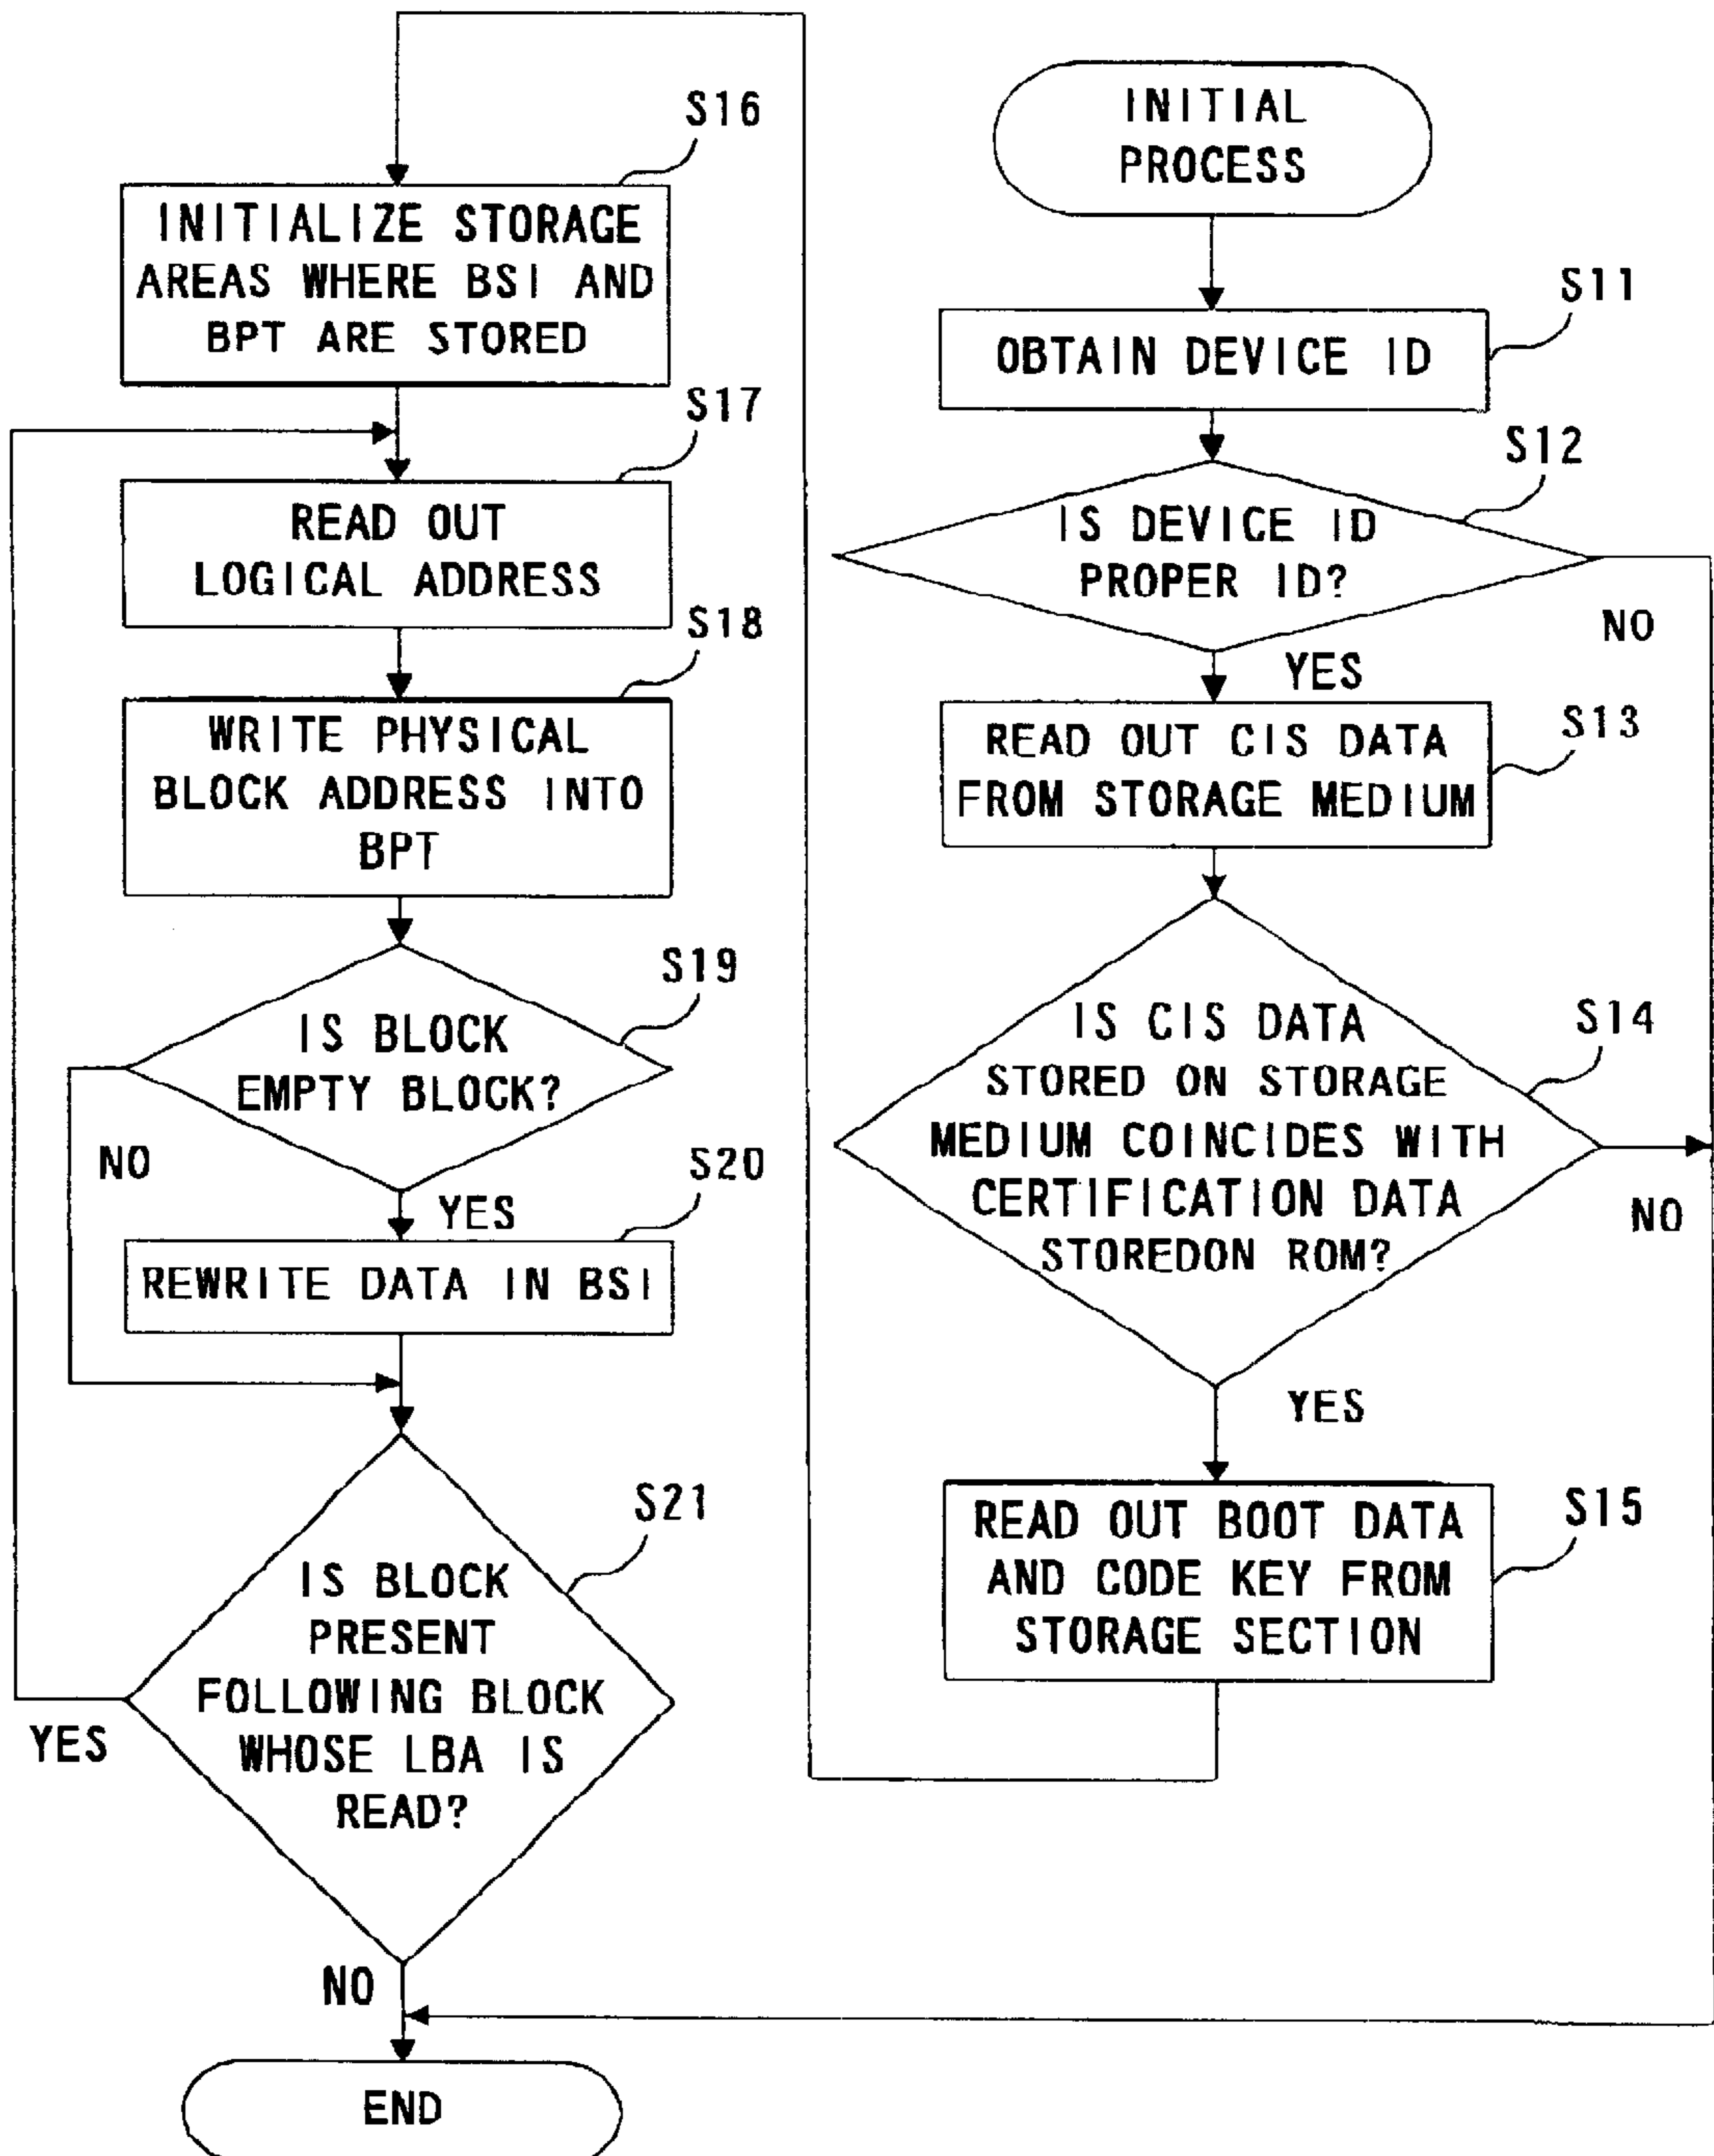 INITIAL
PROCESS
S11
OBTAIN DEVICE ID
S12
IS DEVICE ID
PROPER ID?
NO
YES
S13
READ OUT CIS DATA
FROM STORAGE MEDIUM
S14
IS CIS DATA
STORED ON STORAGE
MEDIUM COINCIDES WITH
CERTIFICATION DATA
STOREDON ROM?
NO
YES
S15
READ OUT BOOT DATA
AND CODE KEY FROM
STORAGE SECTION
S16
INITIALIZE STORAGE
AREAS WHERE BSI AND
BPT ARE STORED
S17
READ OUT
LOGICAL ADDRESS
S18
WRITE PHYSICAL
BLOCK ADDRESS INTO
BPT
S19
IS BLOCK
EMPTY BLOCK?
NO
YES
S20
REWRITE DATA IN BSI
S21
IS BLOCK
PRESENT
FOLLOWING BLOCK
WHOSE LBA IS
READ?
YES
NO
END